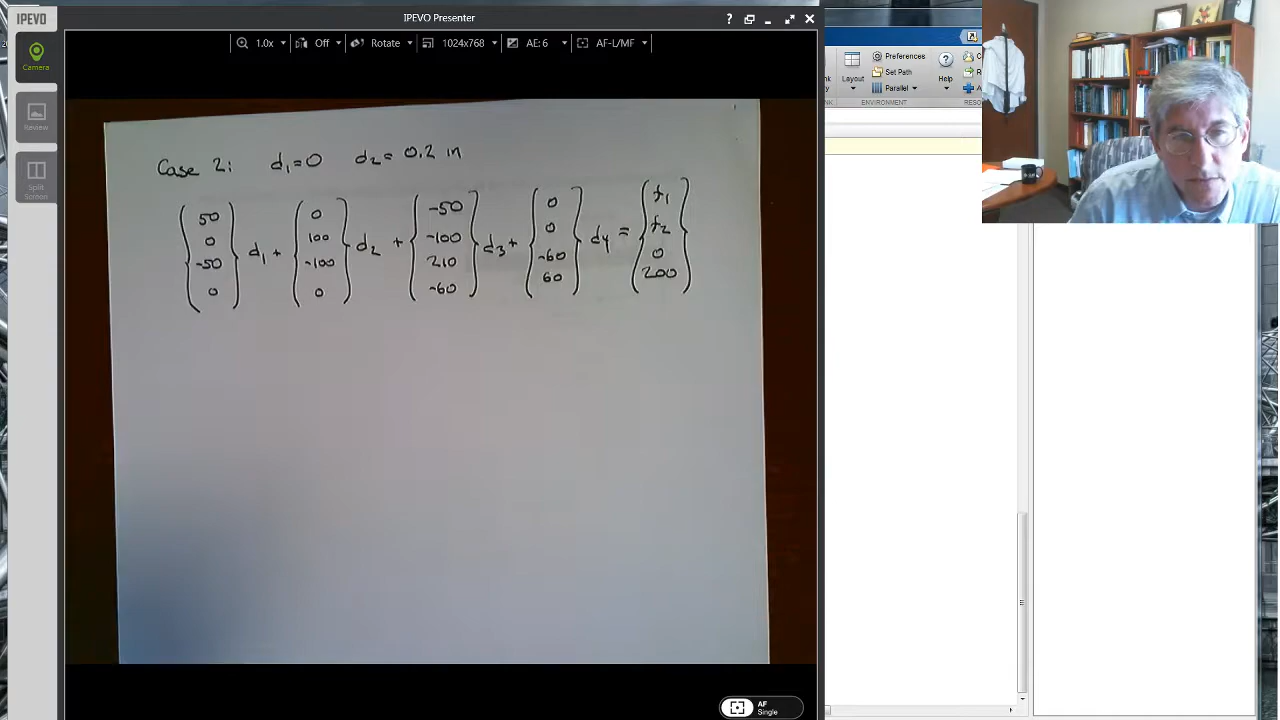 IPEVO
IPEVO Presenter
?
Camera
Review
Split
Screen
1.0x
Off
Rotate
1024x768
AE: 6
AF-L/MF
Layout
Preferences
Set Path
Parallel
Help
ENVIRONMENT
Case 2: d₁=0 d₂= 0.2 in
{50 0 -50 0} d₁ + {0 100 -100 0} d₂ + {-50 -100 210 -60} d₃ + {0 0 -60 60} d₄ = {f₁ f₂ 0 200}
AF
Single